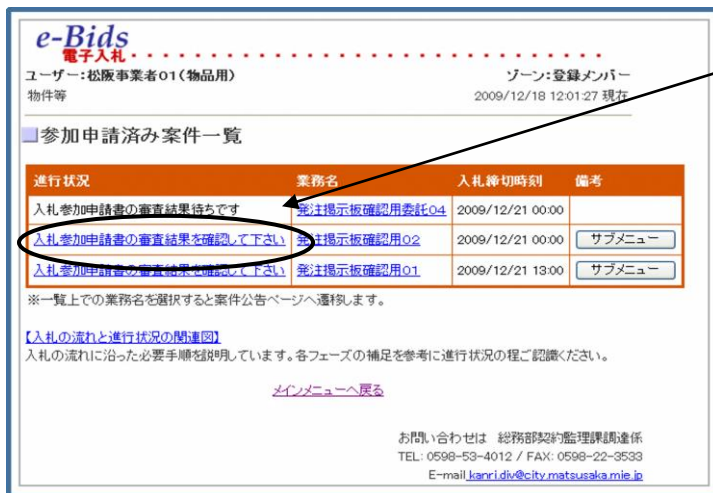 e-Bids
電子入札
ユーザー:松阪事業者01(物品用)
ゾーン:登録メンバー
物件等
2009/12/18 12:01:27 現在
参加申請済み案件一覧
進行状況 業務名 入札締切時刻 備考
入札参加申請書の審査結果待ちです 発注掲示板確認用委託04 2009/12/21 00:00
入札参加申請書の審査結果を確認して下さい 発注掲示板確認用02 2009/12/21 00:00 サブメニュー
入札参加申請書の審査結果を確認して下さい 発注掲示板確認用01 2009/12/21 13:00 サブメニュー
※一覧上での業務名を選択すると案件公告ページへ遷移します。
【入札の流れと進行状況の関連図】
入札の流れに沿った必要手順を説明しています。各フェーズの補足を参考に進行状況の程ご認識ください。
メインメニューへ戻る
お問い合わせは 総務部契約監理課調達係
TEL: 0598-53-4012 / FAX: 0598-22-3533
E-mail kanri.div@city.matsusaka.mie.jp